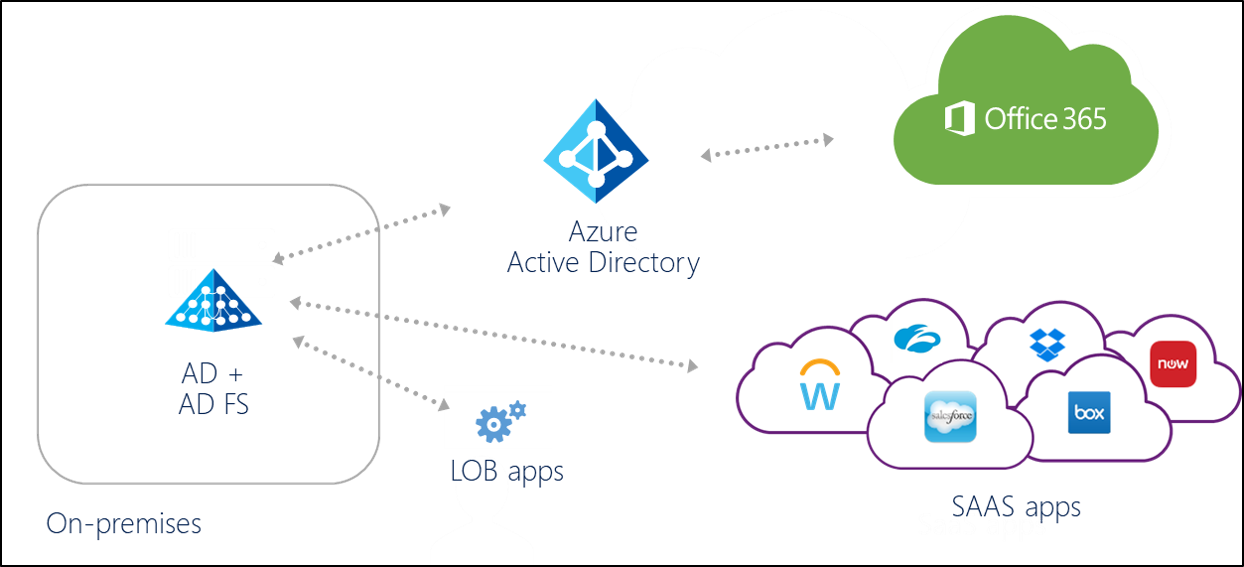 Office 365
Azure
Active Directory
AD +
AD FS
LOB apps
On-premises
W
salesforce
box
now
SAAS apps